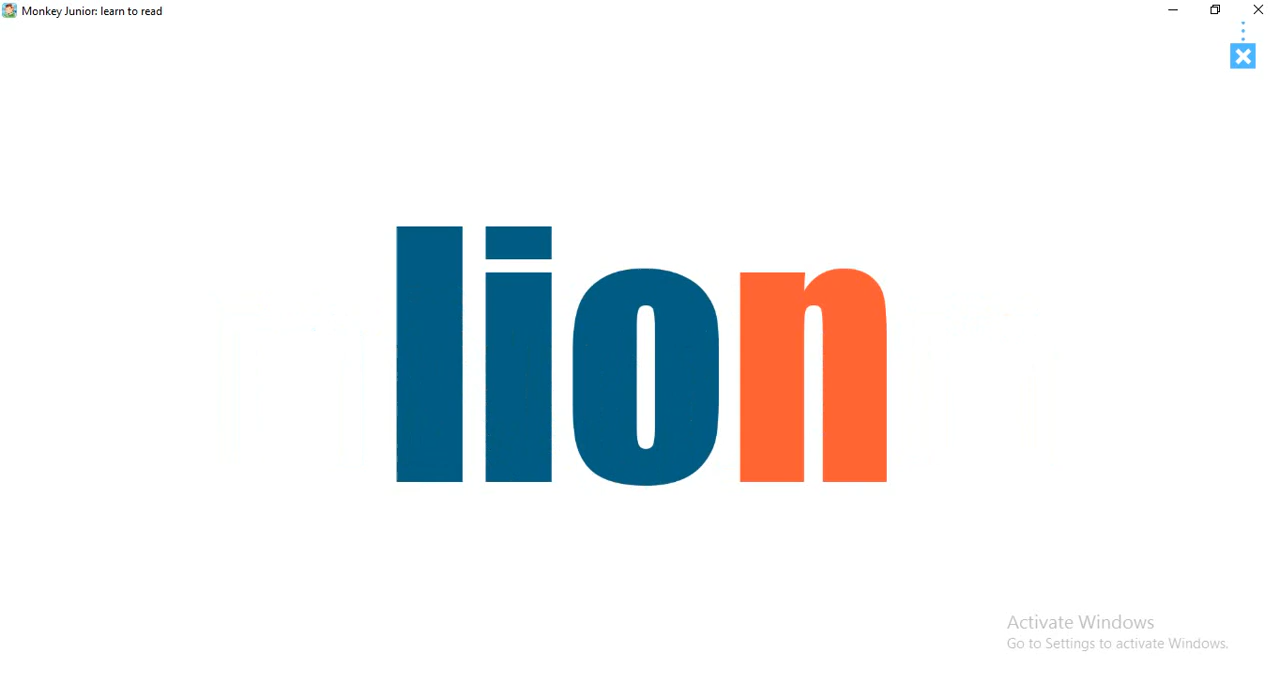 Monkey Junior: learn to read
lion
Activate Windows
Go to Settings to activate Windows.